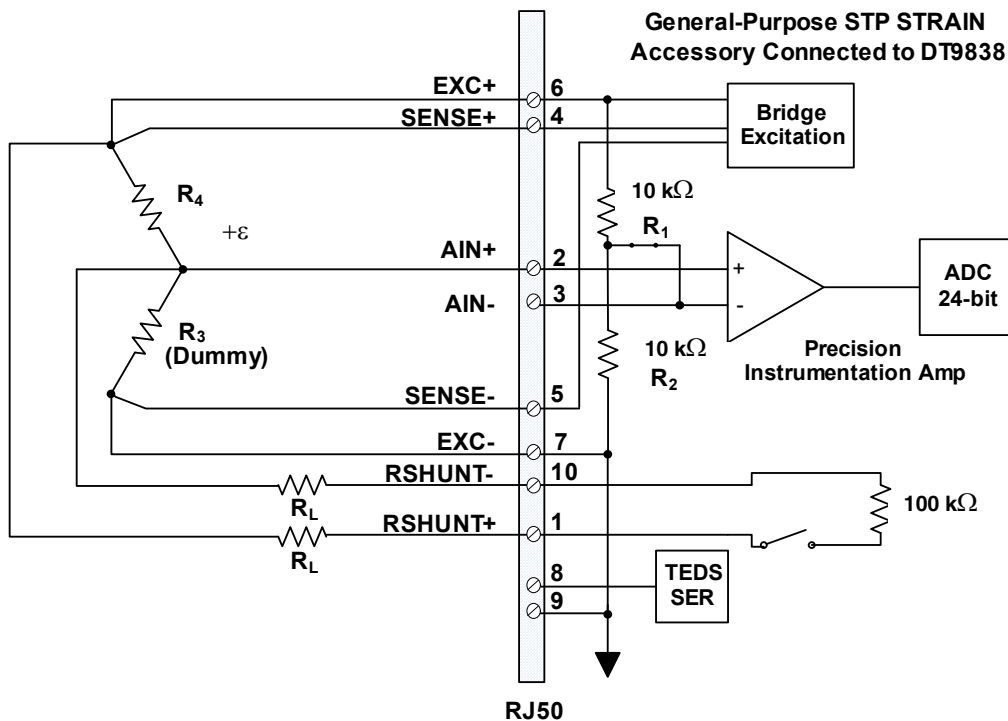 General-Purpose STP STRAIN
Accessory Connected to DT9838
EXC+
6
SENSE+
4
Bridge
Excitation
R4
10 kΩ
+ε
R1
AIN+
2
+
ADC
24-bit
AIN-
3
-
R3
(Dummy)
10 kΩ
R2
Precision
Instrumentation Amp
SENSE-
5
EXC-
7
RSHUNT-
10
RL
100 kΩ
RSHUNT+
1
RL
8
TEDS
SER
9
RJ50